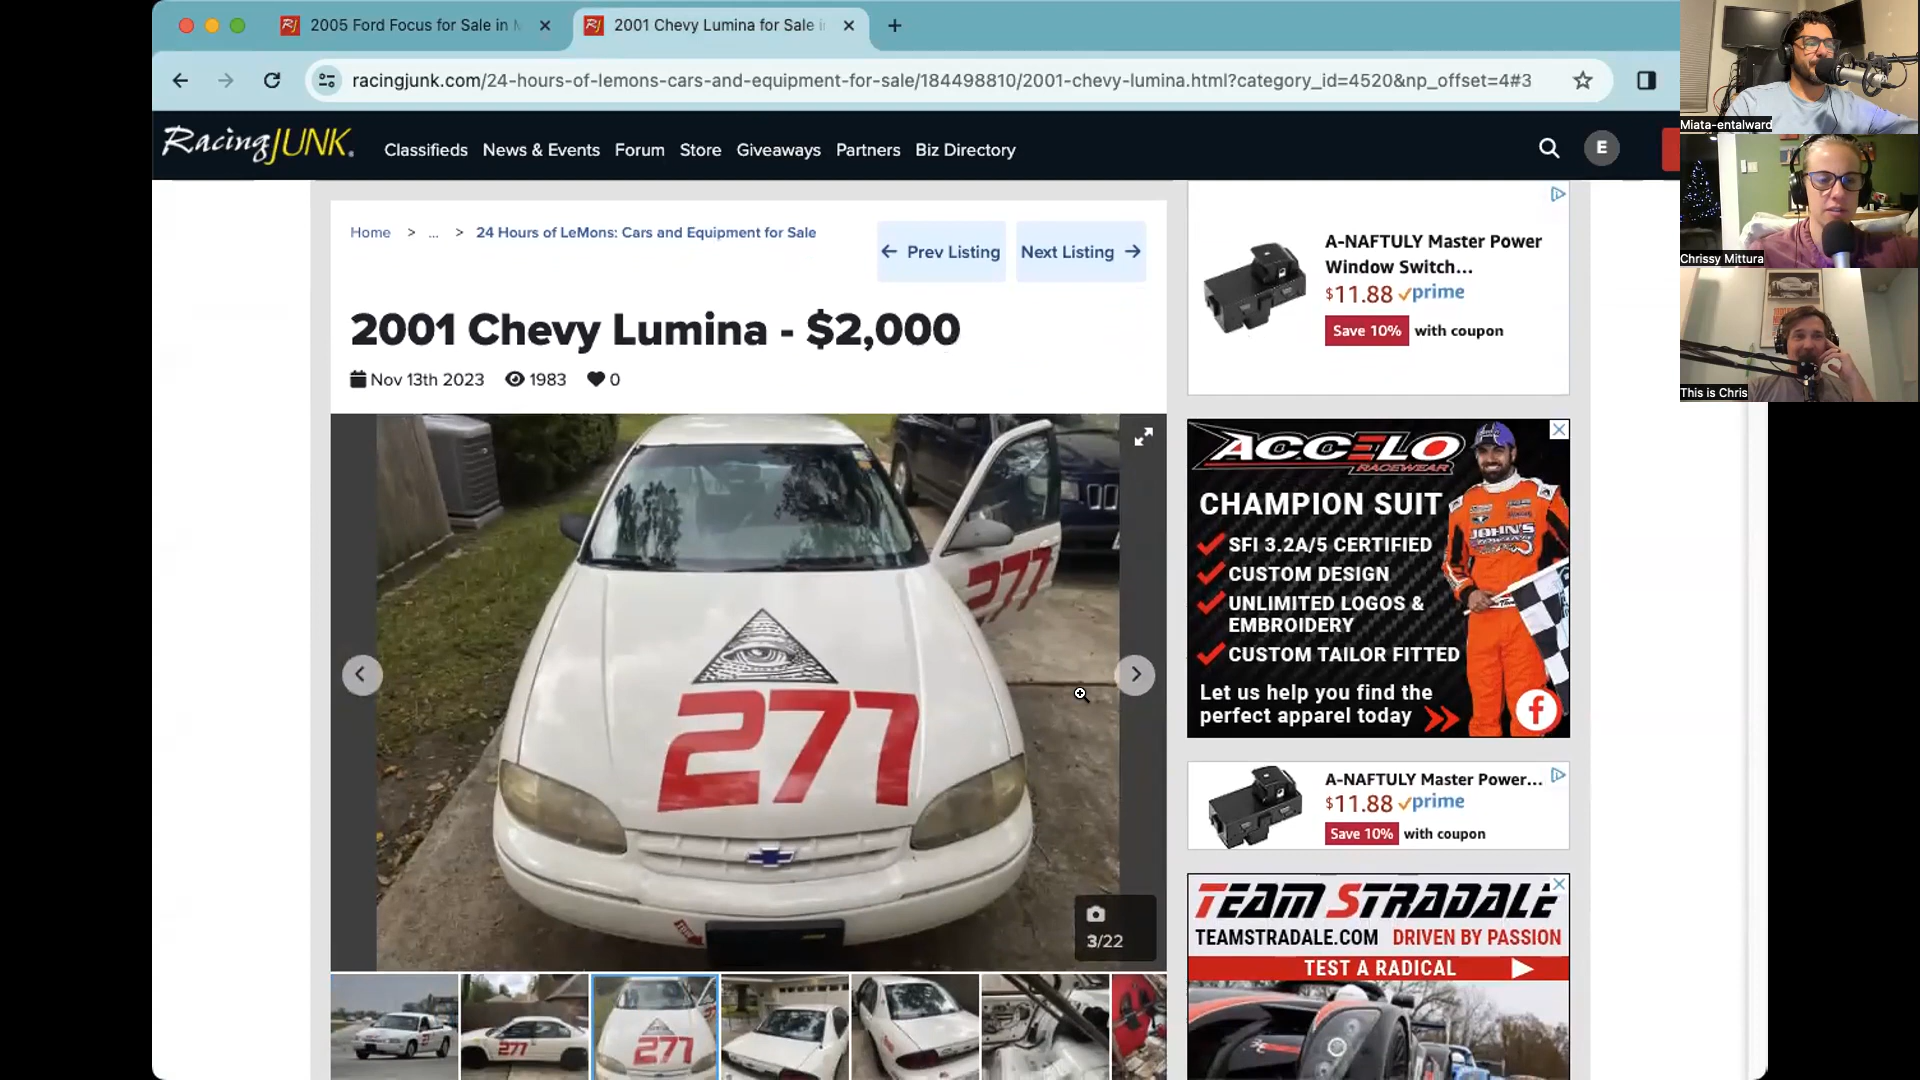 2005 Ford Focus for Sale in M
2001 Chevy Lumina for Sale in
racingjunk.com/24-hours-of-lemons-cars-and-equipment-for-sale/184498810/2001-chevy-lumina.html?category_id=4520&np_offset=4#3
RacingJUNK.
Classifieds News & Events Forum Store Giveaways Partners Biz Directory
E
Home > ... > 24 Hours of LeMons: Cars and Equipment for Sale
← Prev Listing
Next Listing →
2001 Chevy Lumina - $2,000
Nov 13th 2023 1983 0
277
277
TOW
3/22
277
277
A-NAFTULY Master Power
Window Switch...
$11.88 prime
Save 10% with coupon
ACCELO
RACEWEAR
CHAMPION SUIT
SFI 3.2A/5 CERTIFIED
CUSTOM DESIGN
UNLIMITED LOGOS &
EMBROIDERY
CUSTOM TAILOR FITTED
Let us help you find the
perfect apparel today
JOHN'S
A-NAFTULY Master Power...
$11.88 prime
Save 10% with coupon
TEAM STRADALE
TEAMSTRADALE.COM DRIVEN BY PASSION
TEST A RADICAL
Miata-entalward
Chrissy Mittura
This is Chris